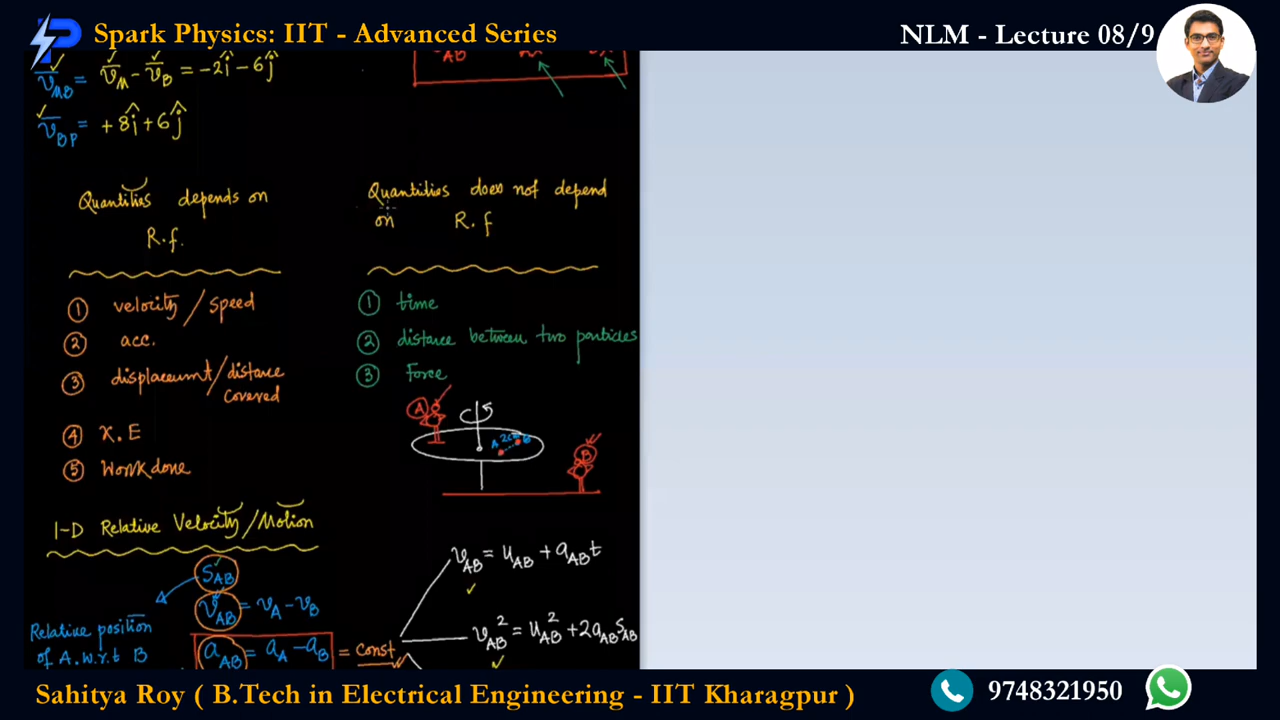 Spark Physics: IIT - Advanced Series
NLM - Lecture 08/9
v_MB = v_M - v_B = -2î - 6ĵ
v_BP = +8î + 6ĵ
Quantities depends on
R.f.
① velocity / speed
② acc.
③ displacement / distance
covered
④ K.E
⑤ Work done
Quantities does not depend
on R.f
① time
② distance between two particles
③ Force
A
A B
B
1-D Relative Velocity / Motion
S_AB
v_AB = v_A - v_B
Relative position
of A.w.r.t B
a_AB = a_A - a_B = const
v_AB = u_AB + a_AB t
v_AB² = u_AB² + 2a_AB S_AB
Sahitya Roy ( B.Tech in Electrical Engineering - IIT Kharagpur )
9748321950